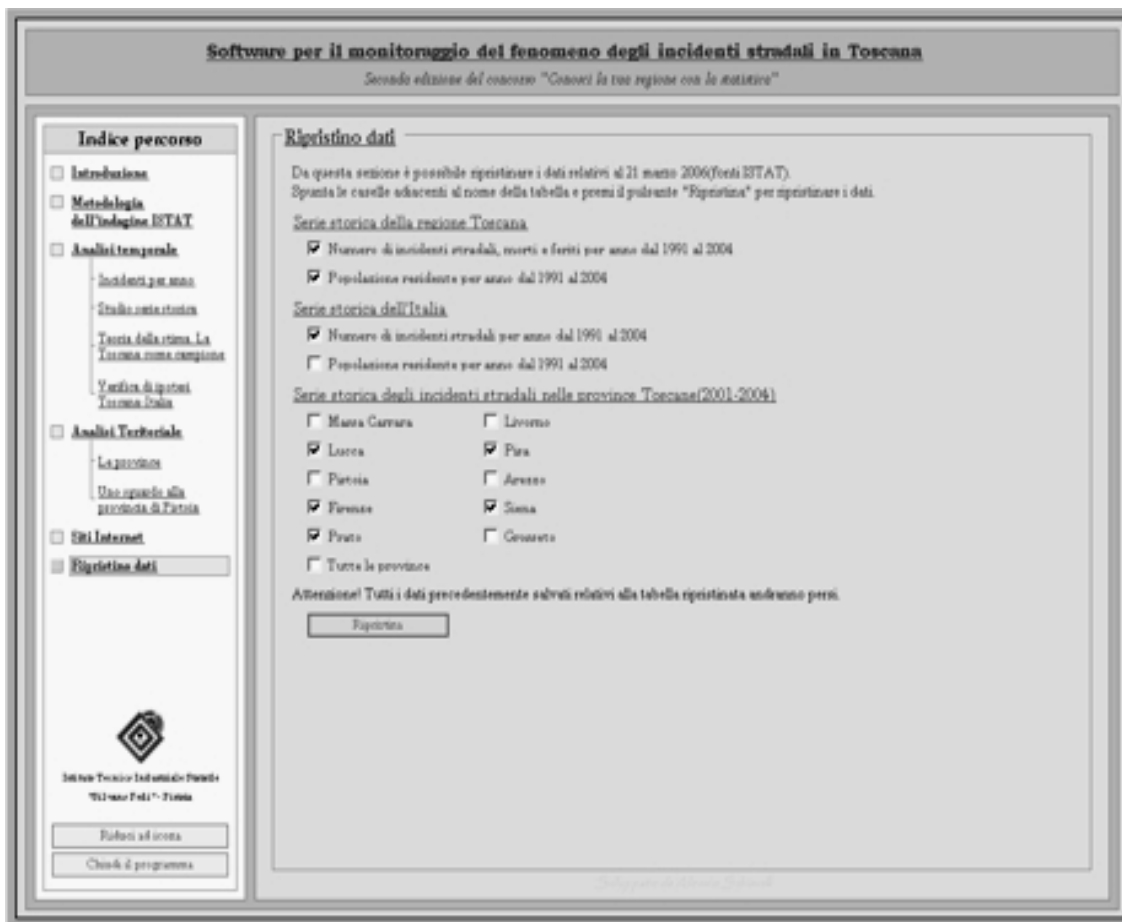 Software per il monitoraggio del fenomeno degli incidenti stradali in Toscana
Seconda edizione del concorso "Conosci la tua regione con la statistica"
Indice percorso
Introduzione
Metodologia
dell'indagine ISTAT
Analisi temporale
Incidenti per anno
Studio serie storica
Teoria della stima. La
Toscana come campione
Verifica di ipotesi
Toscana Italia
Analisi Territoriale
Le province
Uno sguardo alla
provincia di Pistoia
Siti Internet
Ripristino dati
Istituto Tecnico Industriale Statale
- Pistoia
Riduci ad icona
Chiudi il programma
Ripristino dati
Da questa sezione è possibile ripristinare i dati relativi al 21 marzo 2006(fonti ISTAT).
Spunta le caselle adiacenti al nome della tabella e premi il pulsante "Ripristina" per ripristinare i dati.
Serie storica della regione Toscana
Numero di incidenti stradali, morti e feriti per anno dal 1991 al 2004
Popolazione residente per anno dal 1991 al 2004
Serie storica dell'Italia
Numero di incidenti stradali per anno dal 1991 al 2004
Popolazione residente per anno dal 1991 al 2004
Serie storica degli incidenti stradali nelle province Toscane(2001-2004)
Massa Carrara Livorno
Lucca Pisa
Pistoia Arezzo
Firenze Siena
Prato Grosseto
Tutte le province
Attenzione! Tutti i dati precedentemente salvati relativi alla tabella ripristinata andranno persi.
Ripristina